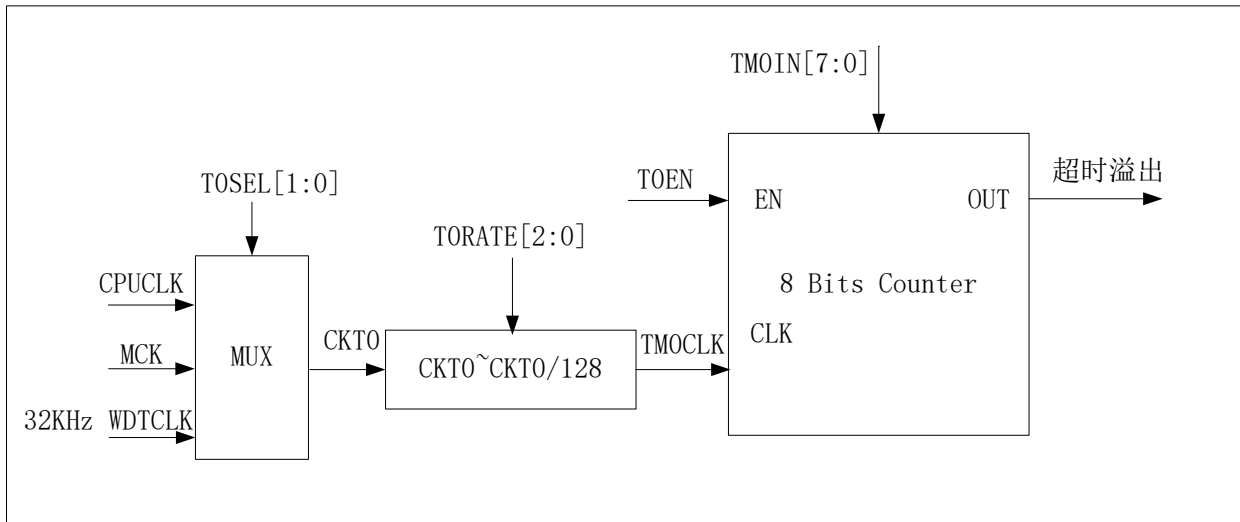 TMOIN[7:0]
TOSEL[1:0]
TOEN
EN
OUT
超时溢出
TORATE[2:0]
CPUCLK
8 Bits Counter
MCK
MUX
CKTO
CKTO~CKTO/128
TMOCLK
CLK
32KHz WDTCLK